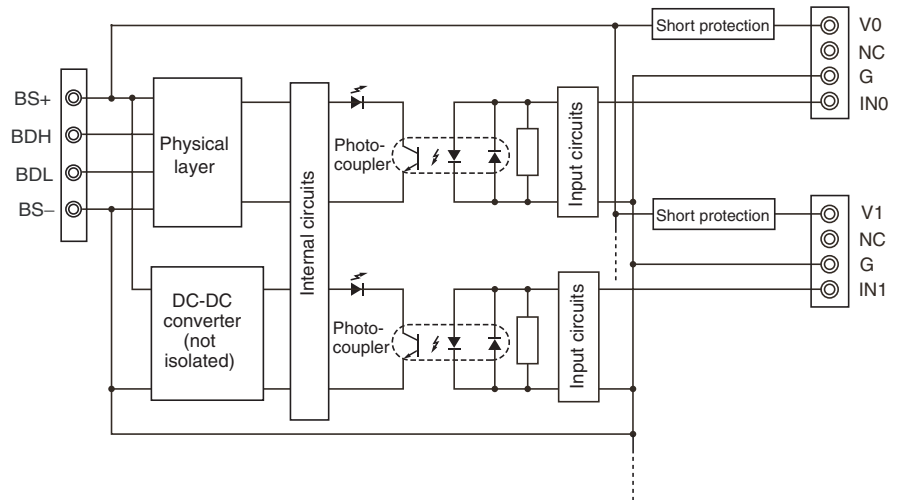 Short protection
V0
NC
G
IN0
BS+
BDH
BDL
BS–
Physical
layer
Internal circuits
Photo-
coupler
Input circuits
Short protection
V1
NC
G
IN1
DC-DC
converter
(not
isolated)
Photo-
coupler
Input circuits